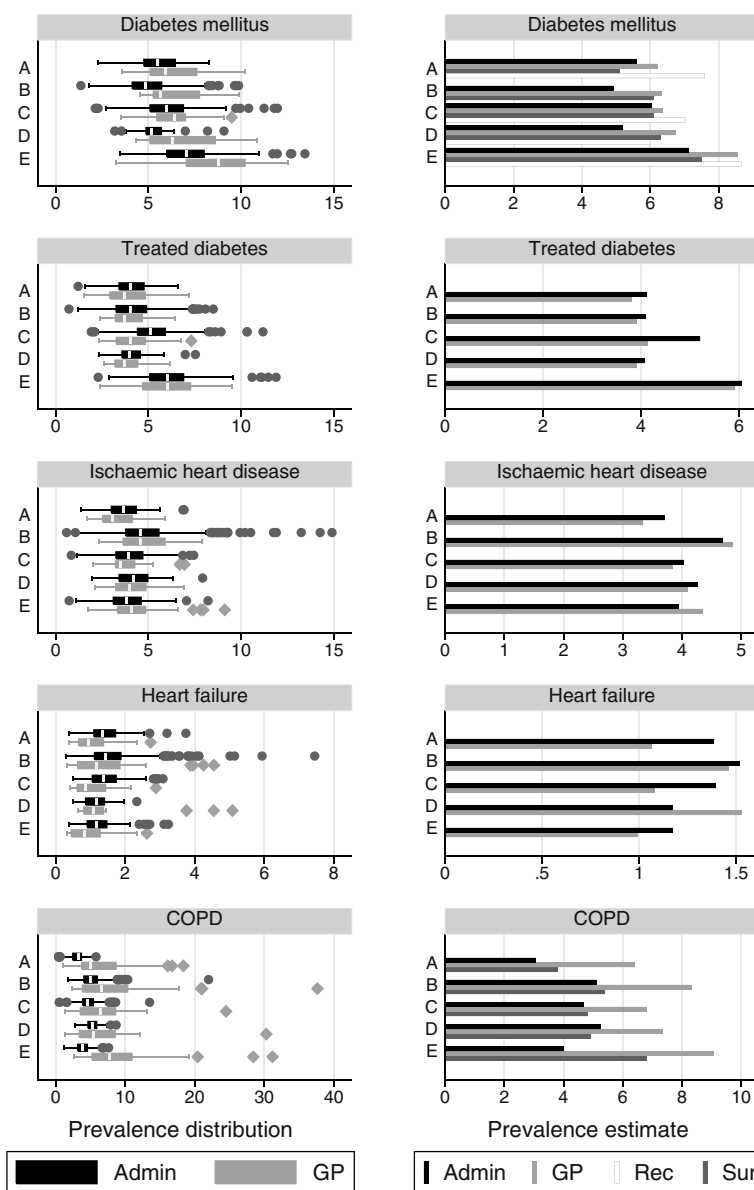 Diabetes mellitus
A
B
C
D
E
0 5 10 15
Diabetes mellitus
A
B
C
D
E
0 2 4 6 8
Treated diabetes
A
B
C
D
E
0 5 10 15
Treated diabetes
A
B
C
D
E
0 2 4 6
Ischaemic heart disease
A
B
C
D
E
0 5 10 15
Ischaemic heart disease
A
B
C
D
E
0 1 2 3 4 5
Heart failure
A
B
C
D
E
0 2 4 6 8
Heart failure
A
B
C
D
E
0 .5 1 1.5
COPD
A
B
C
D
E
0 10 20 30 40
Prevalence distribution
COPD
A
B
C
D
E
0 2 4 6 8 10
Prevalence estimate
Admin GP
Admin GP Rec Sur